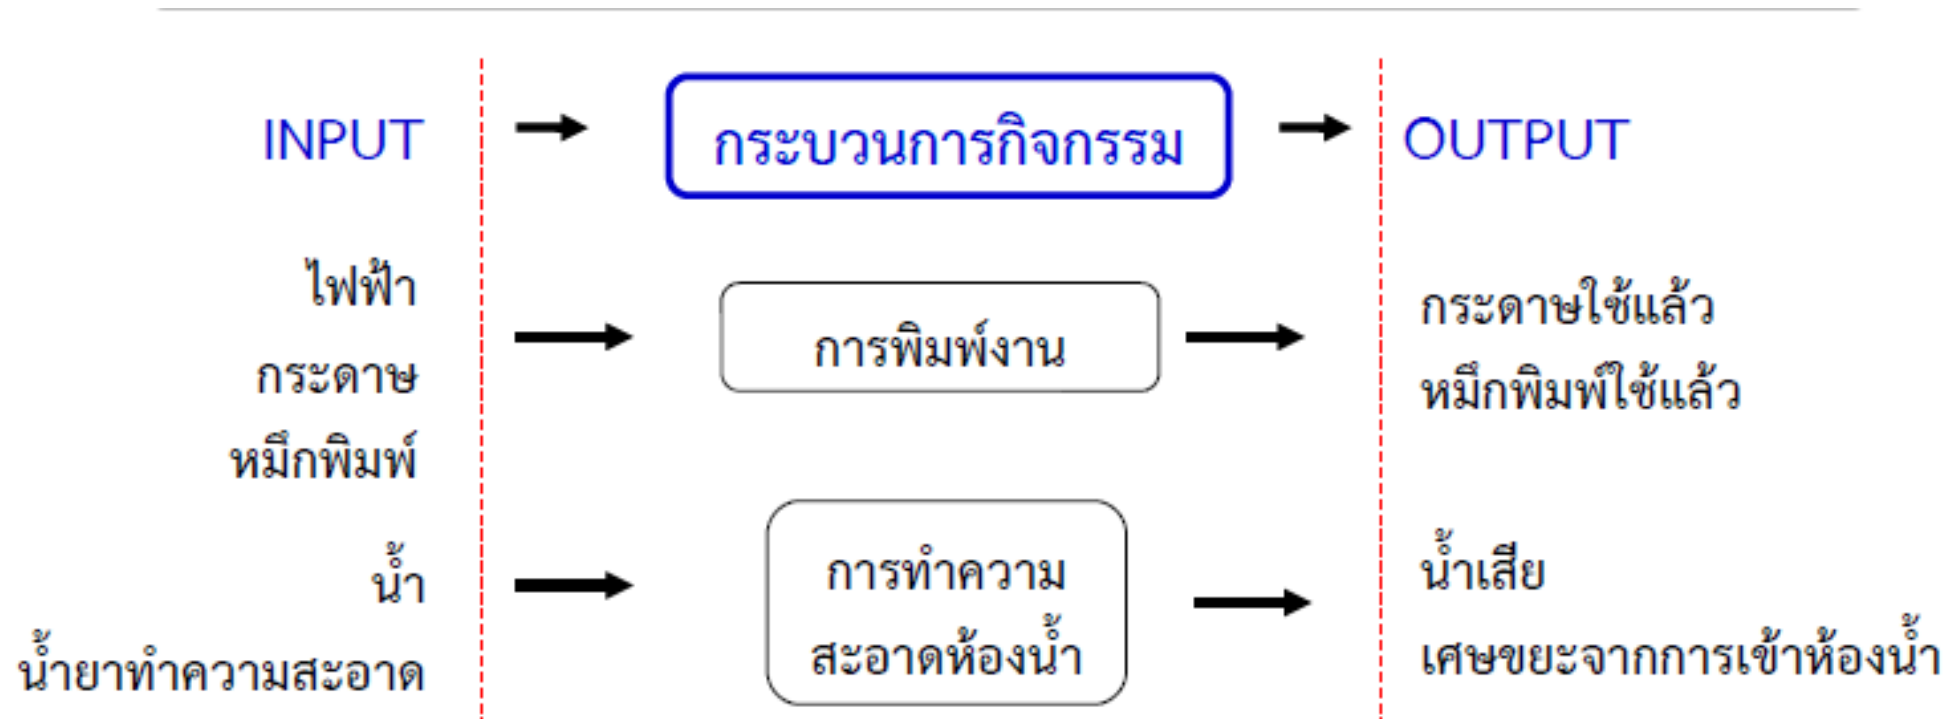 INPUT
กระบวนการกิจกรรม
OUTPUT
ไฟฟ้า
กระดาษ
หมึกพิมพ์
การพิมพ์งาน
กระดาษใช้แล้ว
หมึกพิมพ์ใช้แล้ว
น้ำ
น้ำยาทำความสะอาด
การทำความ
สะอาดห้องน้ำ
น้ำเสีย
เศษขยะจากการเข้าห้องน้ำ